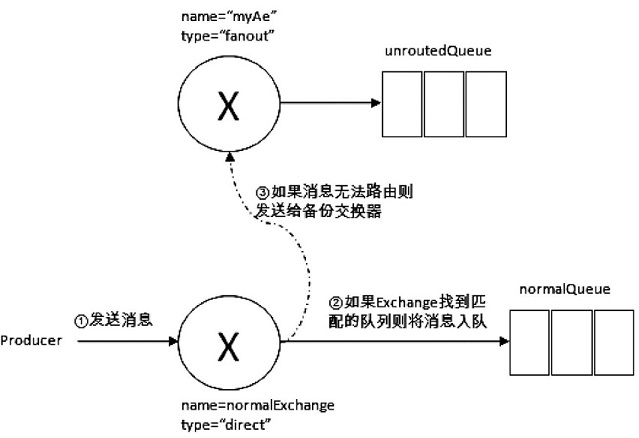 name=“myAe”
type=“fanout”
unroutedQueue
X
③如果消息无法路由则
发送给备份交换器
normalQueue
②如果Exchange找到匹
配的队列则将消息入队
①发送消息
Producer
X
name=normalExchange
type=“direct”